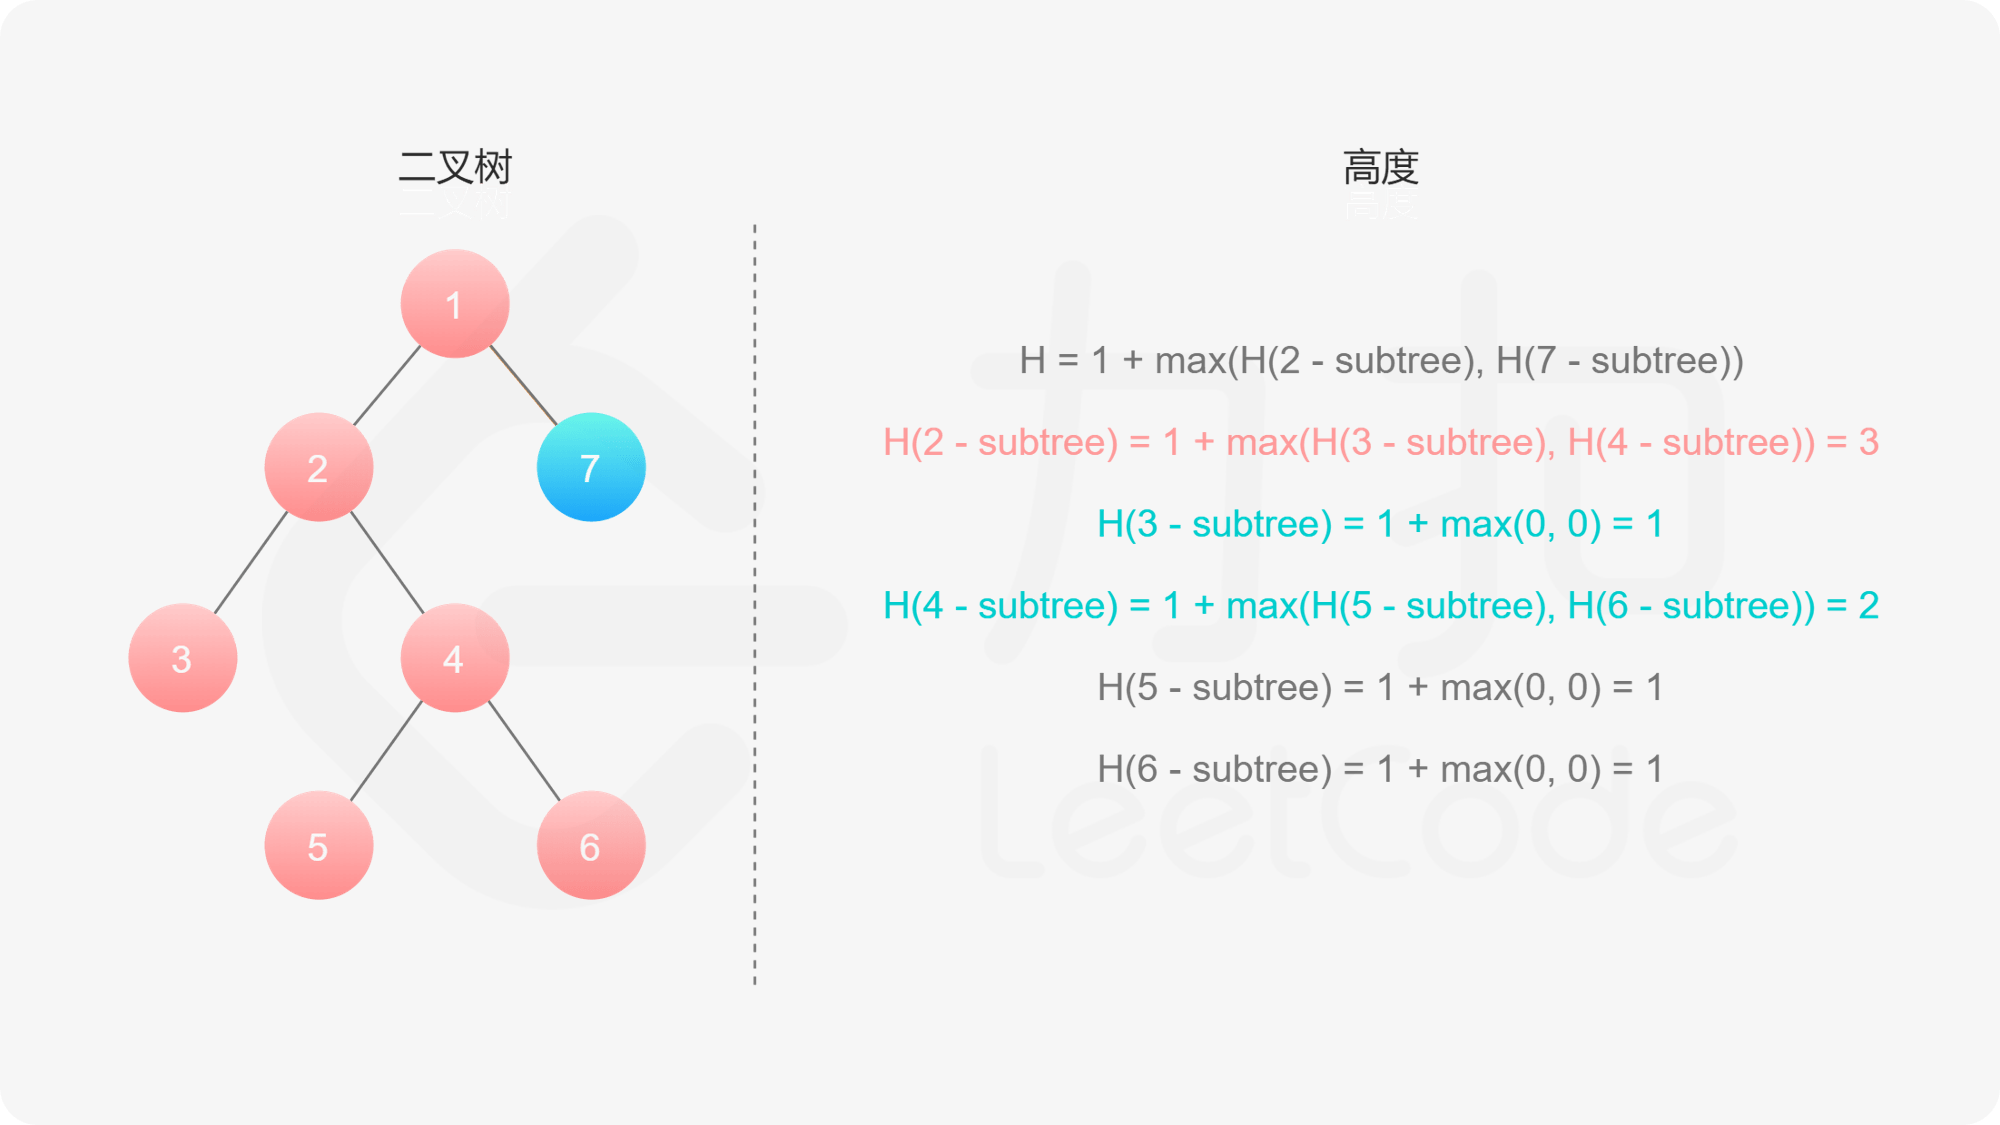 二叉树
1
2
7
3
4
5
6
高度
H = 1 + max(H(2 - subtree), H(7 - subtree))
H(2 - subtree) = 1 + max(H(3 - subtree), H(4 - subtree)) = 3
H(3 - subtree) = 1 + max(0, 0) = 1
H(4 - subtree) = 1 + max(H(5 - subtree), H(6 - subtree)) = 2
H(5 - subtree) = 1 + max(0, 0) = 1
H(6 - subtree) = 1 + max(0, 0) = 1
力扣
LeetCode